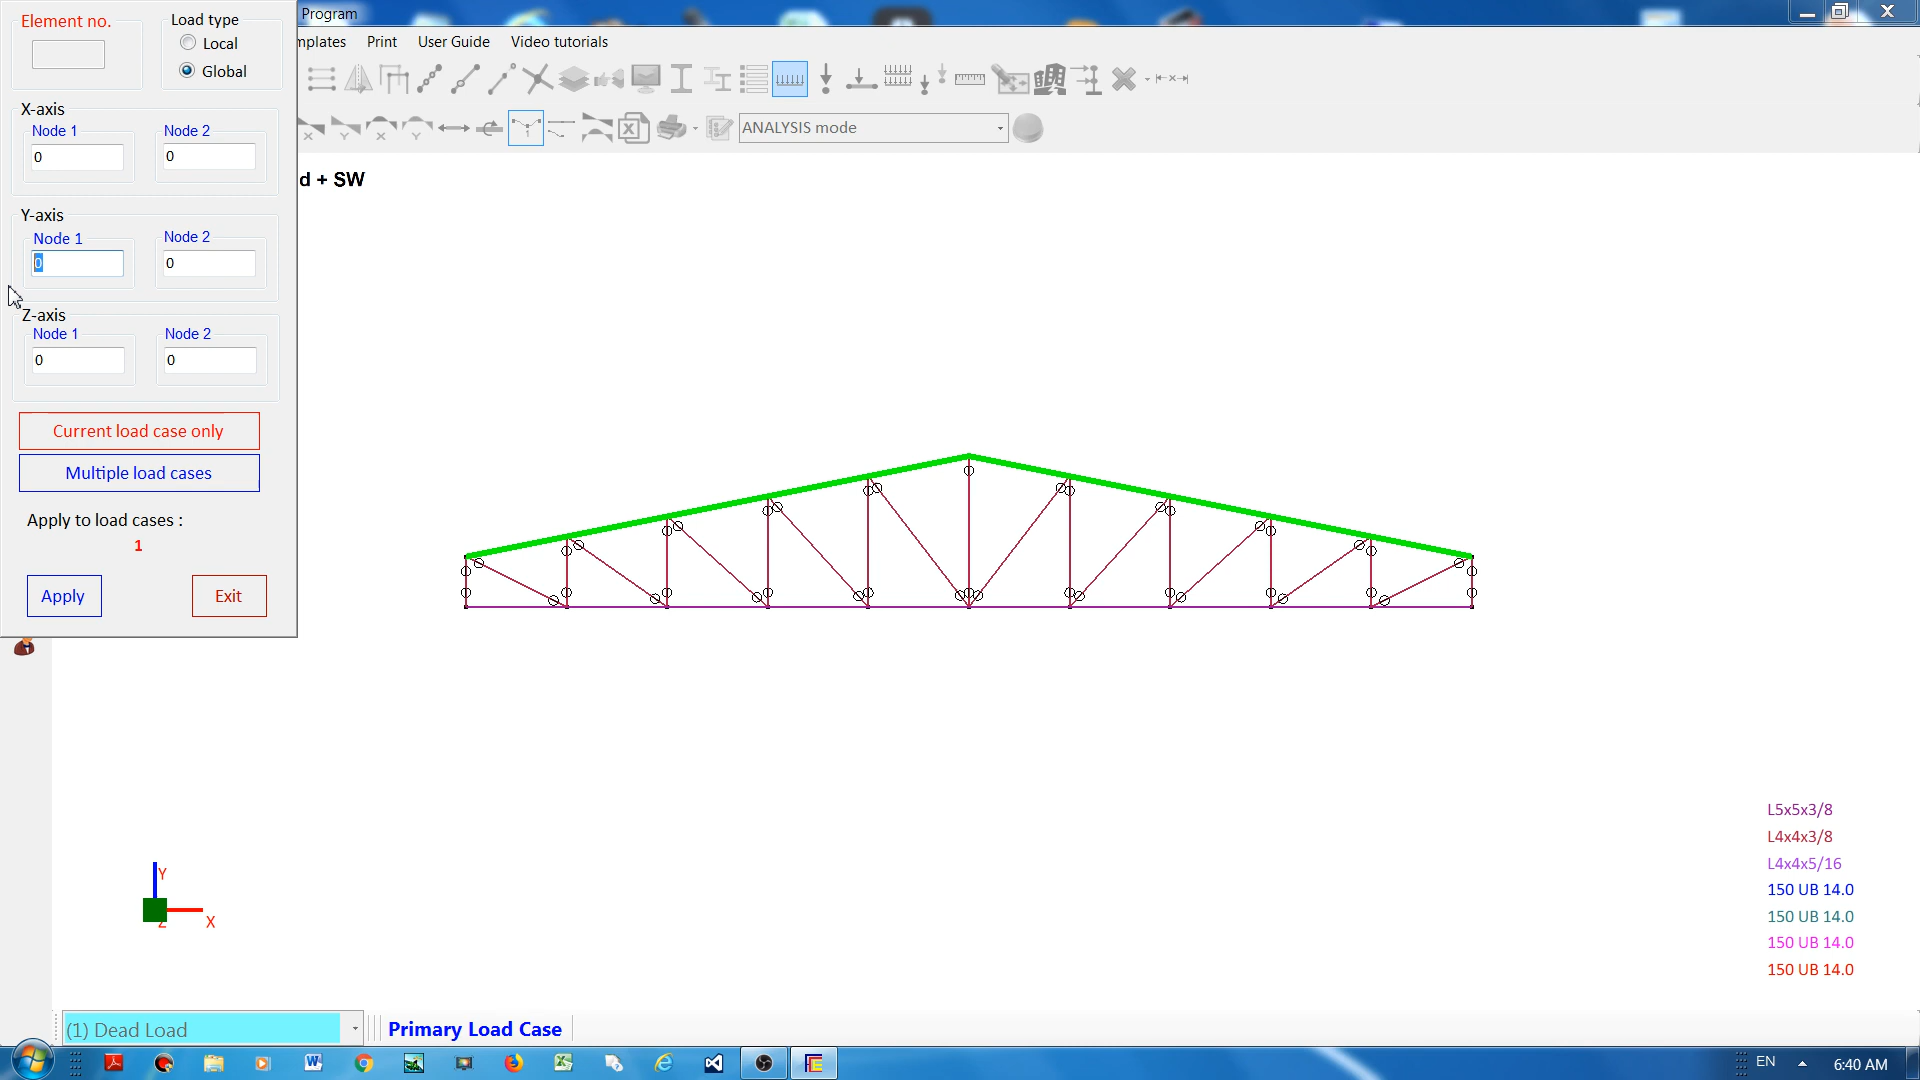 Element no.
Load type
Local
Global
X-axis
Node 1
Node 2
0
0
Y-axis
Node 1
Node 2
0
0
Z-axis
Node 1
Node 2
0
0
Current load case only
Multiple load cases
Apply to load cases :
1
Apply
Exit
Program
mplates
Print
User Guide
Video tutorials
ANALYSIS mode
d + SW
L5x5x3/8
L4x4x3/8
L4x4x5/16
150 UB 14.0
150 UB 14.0
150 UB 14.0
150 UB 14.0
Y
X
Z
(1) Dead Load
Primary Load Case
EN
6:40 AM